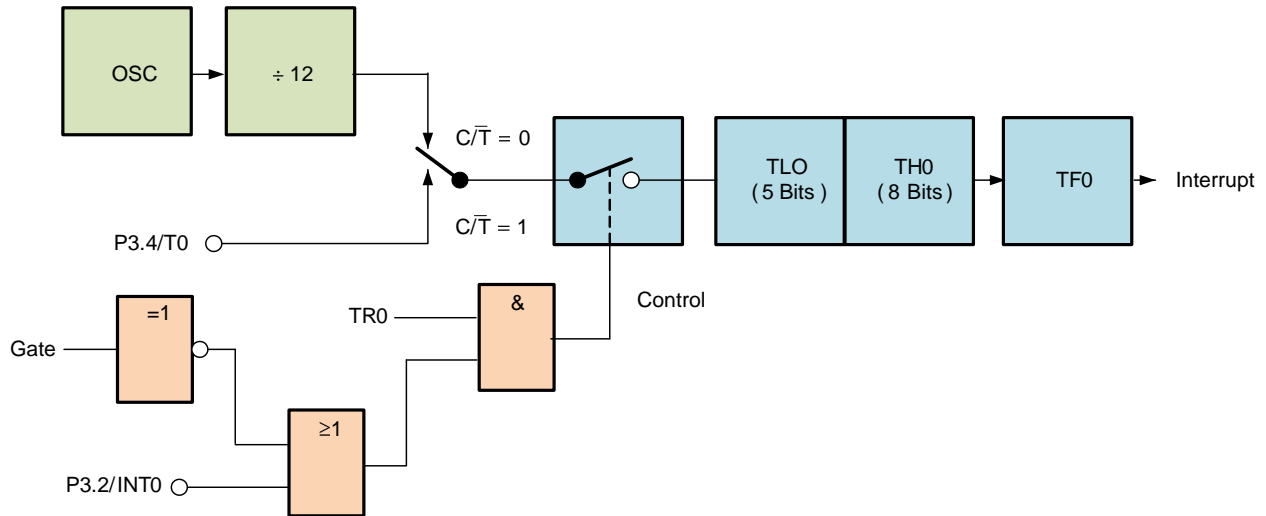 OSC
÷ 12
C/T̅ = 0
TLO
( 5 Bits )
TH0
( 8 Bits )
TF0
Interrupt
C/T̅ = 1
P3.4/T0
Control
=1
TR0
&
Gate
≥1
P3.2/INT0